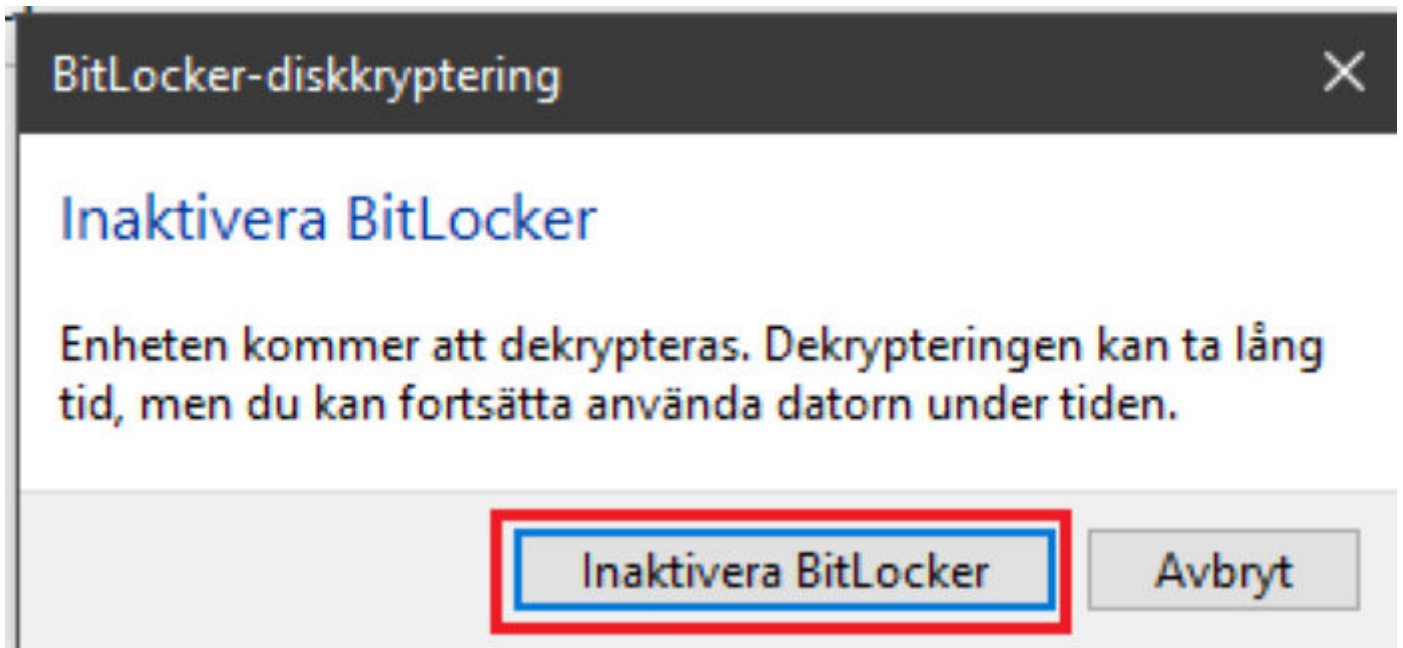 BitLocker-diskkryptering
Inaktivera BitLocker
Enheten kommer att dekrypteras. Dekrypteringen kan ta lång
tid, men du kan fortsätta använda datorn under tiden.
Inaktivera BitLocker Avbryt